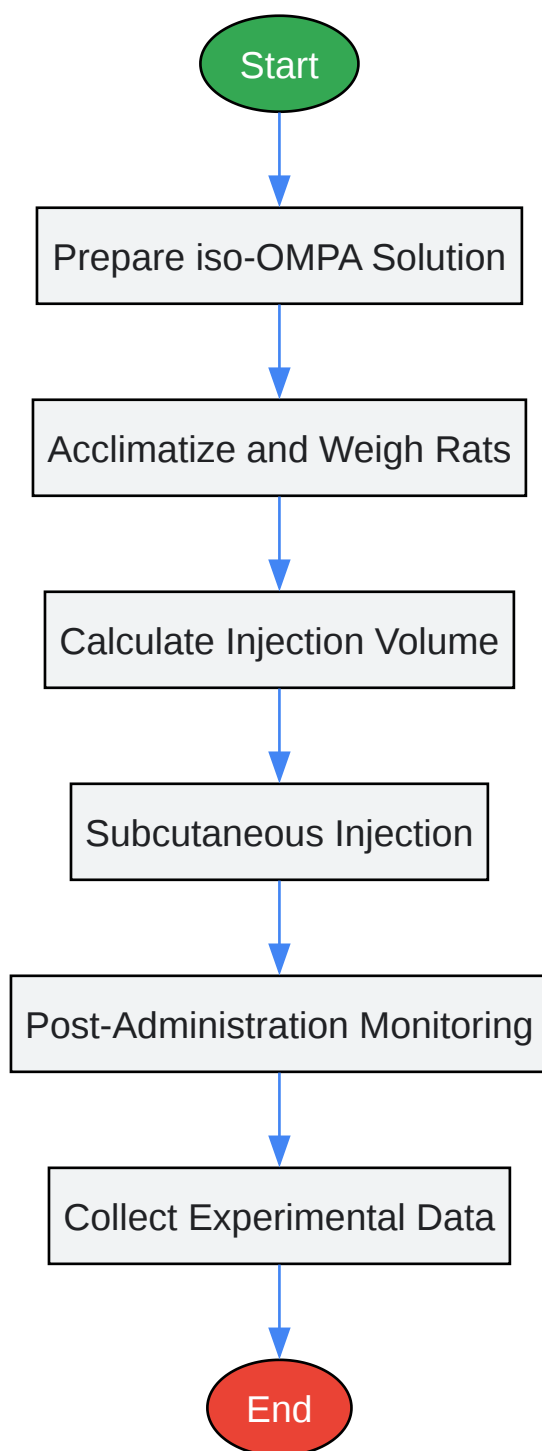 Start
Prepare iso-OMPA Solution
Acclimatize and Weigh Rats
Calculate Injection Volume
Subcutaneous Injection
Post-Administration Monitoring
Collect Experimental Data
End